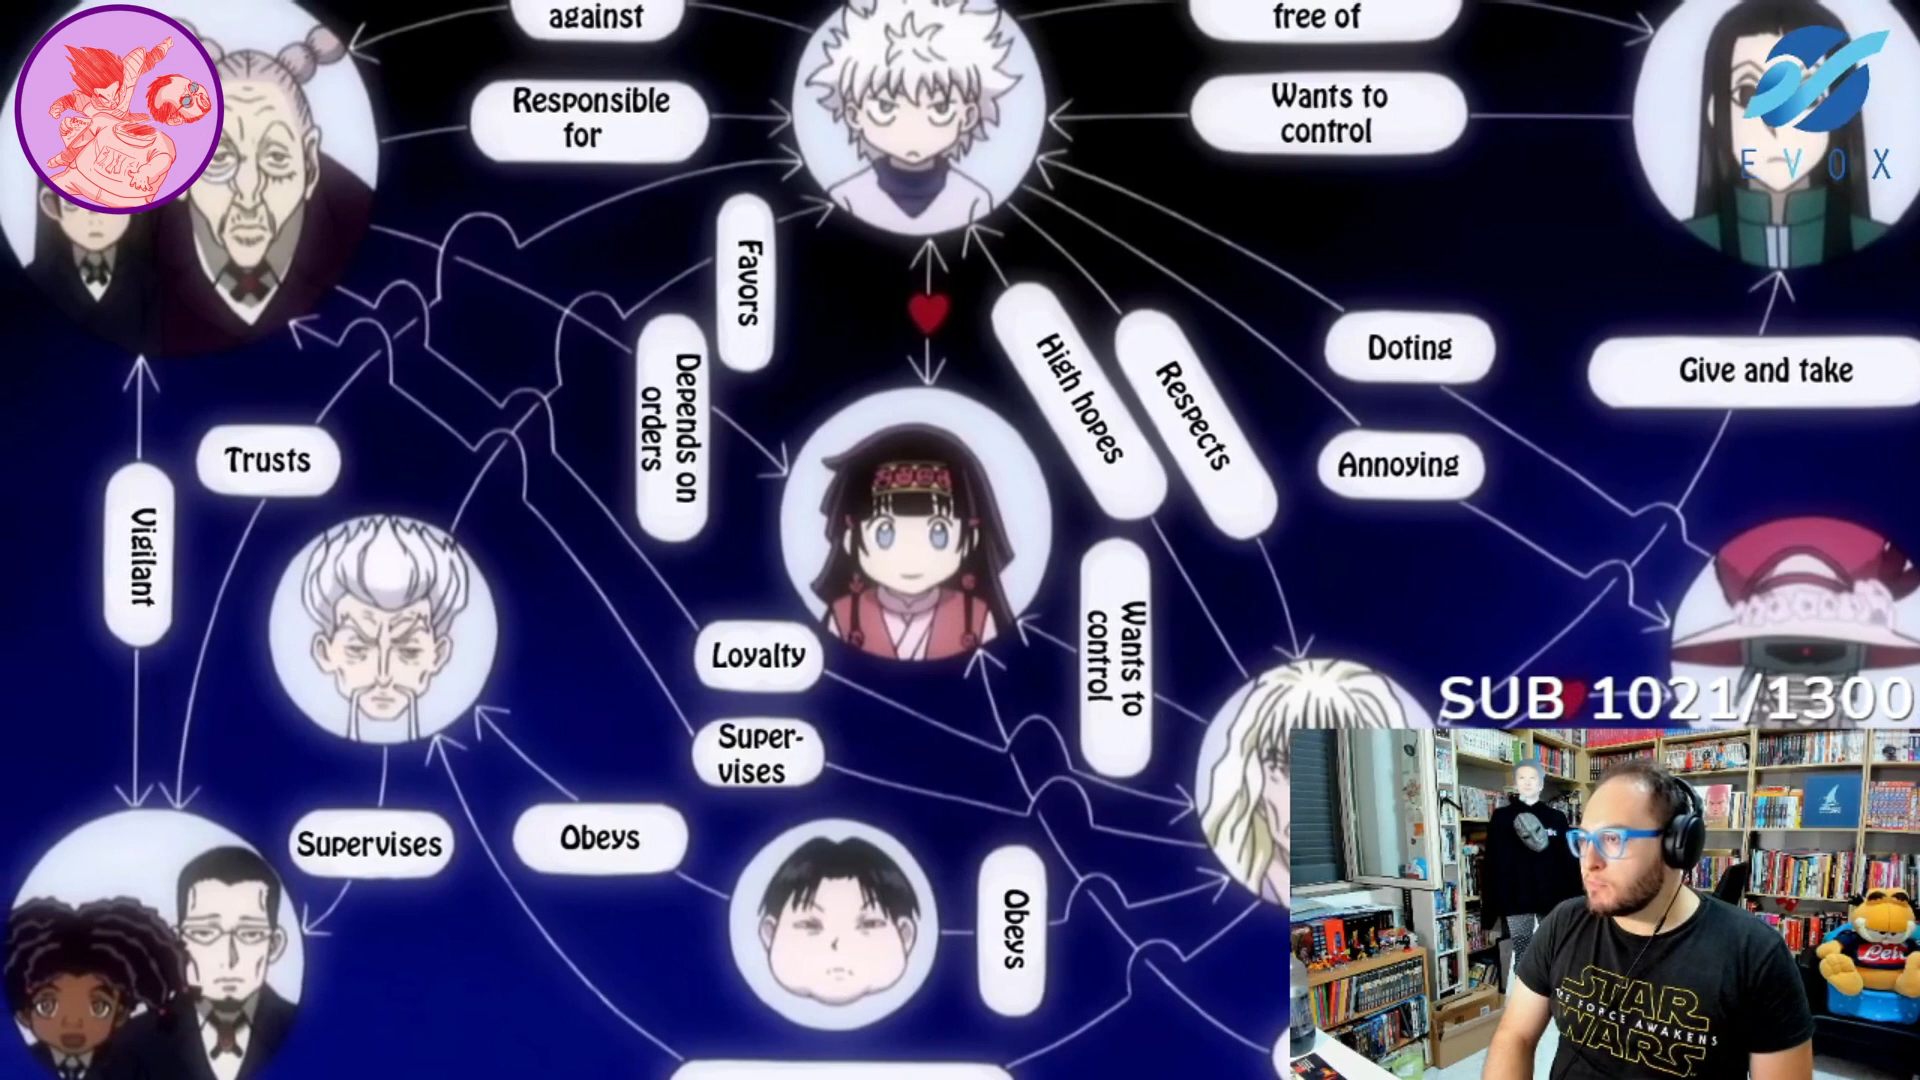 against
free of
Responsible
for
Wants to
control
EVOX
Favors
Depends on
orders
High hopes
Respects
Doting
Annoying
Give and take
Trusts
Vigilant
Wants to
control
Loyalty
Super-
vises
SUB 1021/1300
Supervises
Obeys
Obeys
STAR
THE FORCE AWAKENS
WARS